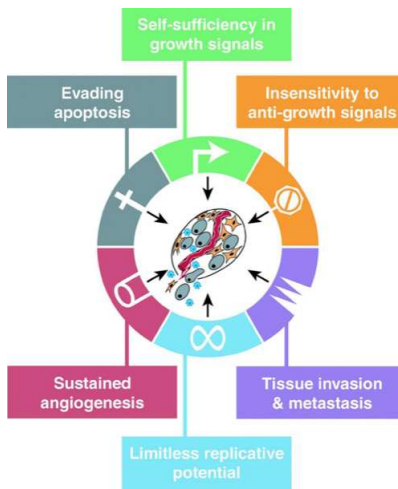 Self-sufficiency in
growth signals
Evading
apoptosis
Insensitivity to
anti-growth signals
Sustained
angiogenesis
Tissue invasion
& metastasis
Limitless replicative
potential